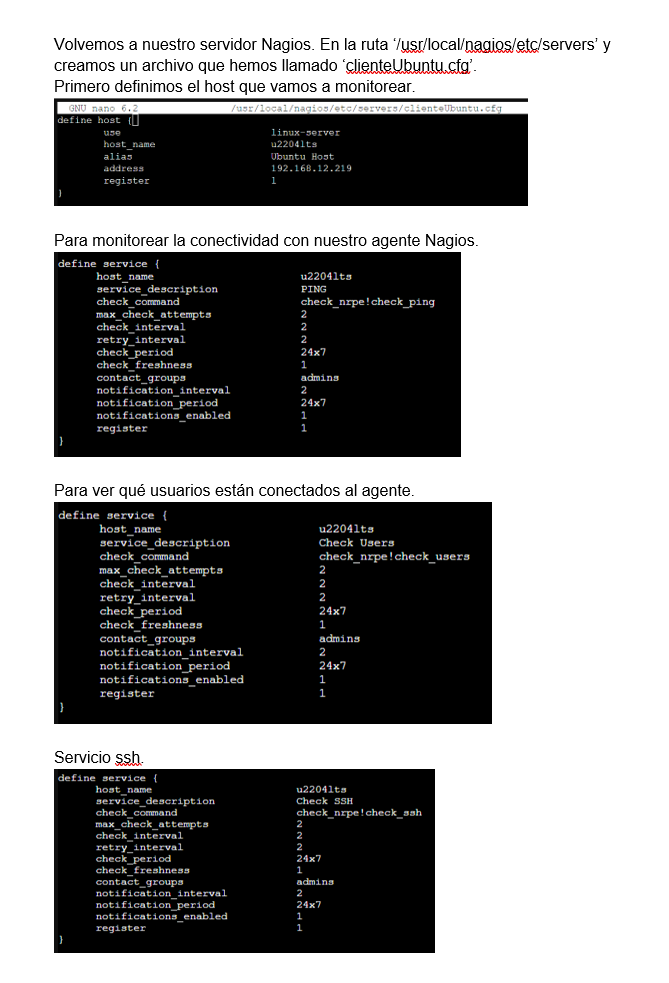 Volvemos a nuestro servidor Nagios. En la ruta ‘/usr/local/nagios/etc/servers’ y
creamos un archivo que hemos llamado ‘clienteUbuntu.cfg’.
Primero definimos el host que vamos a monitorear.
GNU nano 6.2 /usr/local/nagios/etc/servers/clienteUbuntu.cfg
define host {
use linux-server
host_name u2204lts
alias Ubuntu Host
address 192.168.12.219
register 1
}
Para monitorear la conectividad con nuestro agente Nagios.
define service {
host_name u2204lts
service_description PING
check_command check_nrpe!check_ping
max_check_attempts 2
check_interval 2
retry_interval 2
check_period 24x7
check_freshness 1
contact_groups admins
notification_interval 2
notification_period 24x7
notifications_enabled 1
register 1
}
Para ver qué usuarios están conectados al agente.
define service {
host_name u2204lts
service_description Check Users
check_command check_nrpe!check_users
max_check_attempts 2
check_interval 2
retry_interval 2
check_period 24x7
check_freshness 1
contact_groups admins
notification_interval 2
notification_period 24x7
notifications_enabled 1
register 1
}
Servicio ssh.
define service {
host_name u2204lts
service_description Check SSH
check_command check_nrpe!check_ssh
max_check_attempts 2
check_interval 2
retry_interval 2
check_period 24x7
check_freshness 1
contact_groups admins
notification_interval 2
notification_period 24x7
notifications_enabled 1
register 1
}